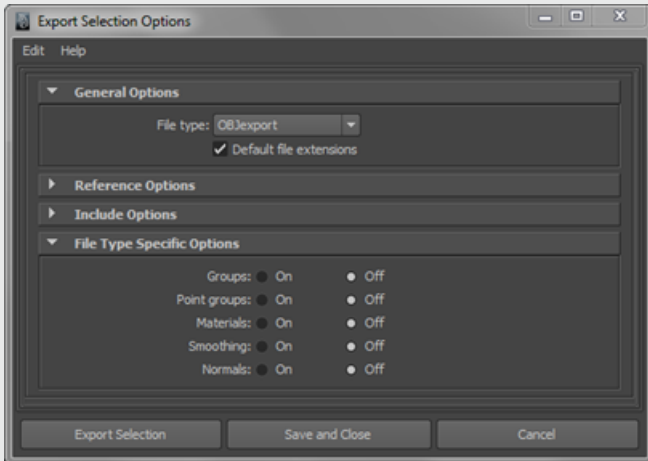 Export Selection Options
Edit Help
General Options
File type: OBJexport
Default file extensions
Reference Options
Include Options
File Type Specific Options
Groups: On Off
Point groups: On Off
Materials: On Off
Smoothing: On Off
Normals: On Off
Export Selection Save and Close Cancel